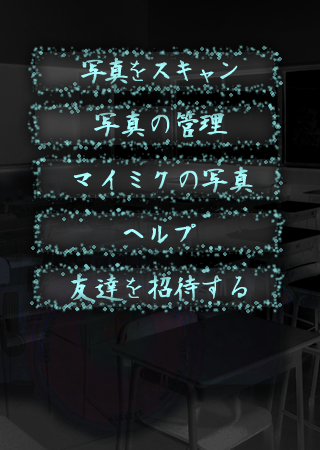 写真をスキャン
写真の管理
マイミクの写真
ヘルプ
友達を招待する